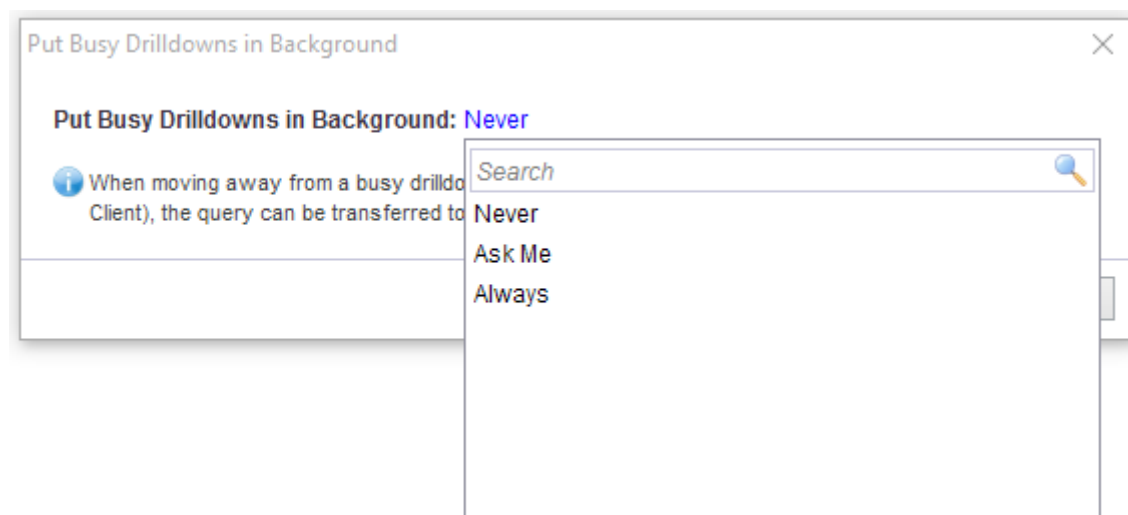 Put Busy Drilldowns in Background
Put Busy Drilldowns in Background: Never
When moving away from a busy
Client), the query can be transferred to
Search
Never
Ask Me
Always